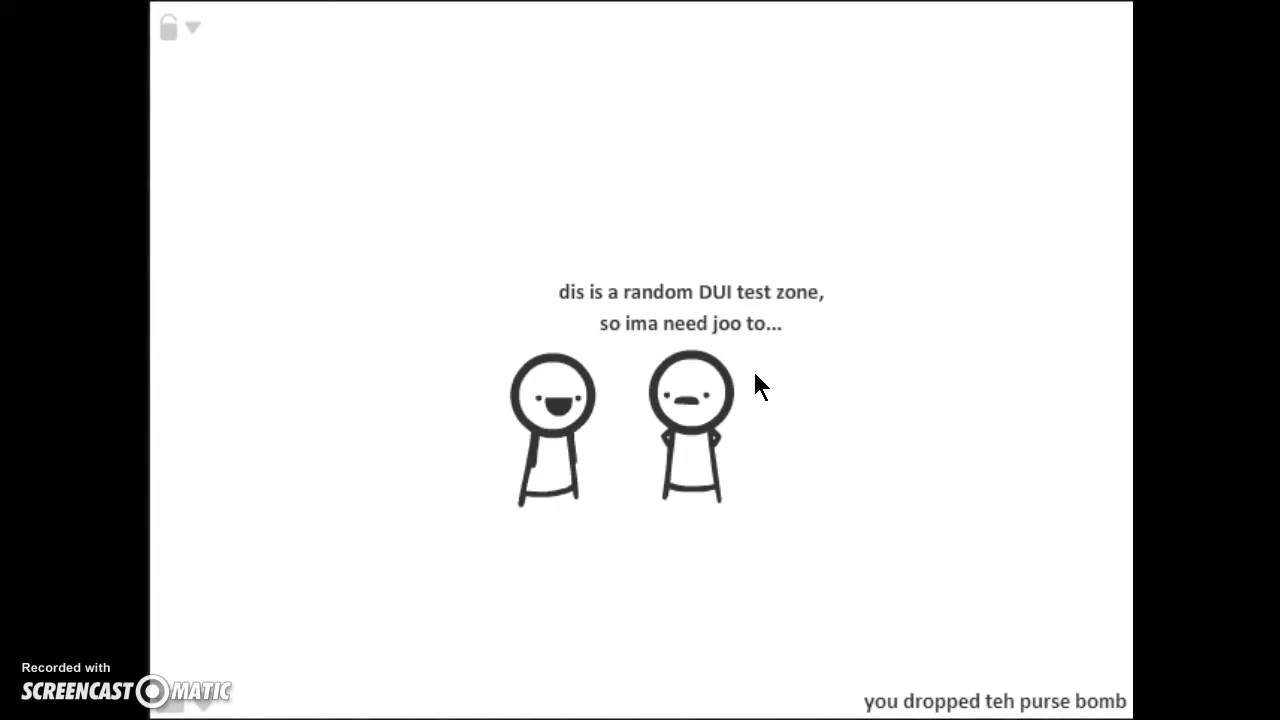 dis is a random DUI test zone,
so ima need joo to...
Recorded with
SCREENCAST MATIC
you dropped teh purse bomb